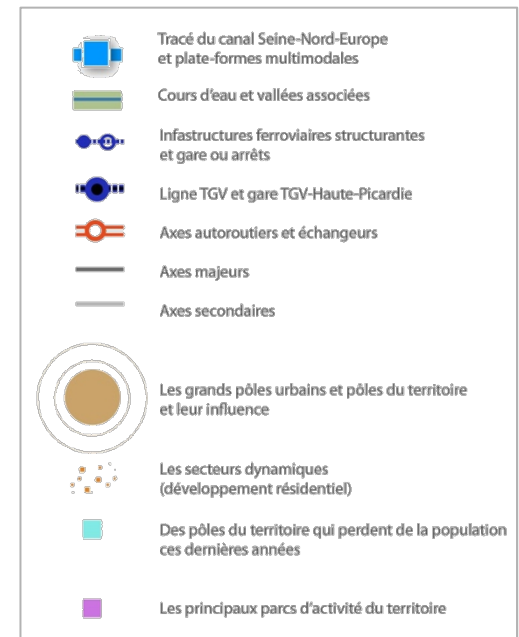 Tracé du canal Seine-Nord-Europe
et plate-formes multimodales
Cours d'eau et vallées associées
Infastructures ferroviaires structurantes
et gare ou arrêts
Ligne TGV et gare TGV-Haute-Picardie
Axes autoroutiers et échangeurs
Axes majeurs
Axes secondaires
Les grands pôles urbains et pôles du territoire
et leur influence
Les secteurs dynamiques
(développement résidentiel)
Des pôles du territoire qui perdent de la population
ces dernières années
Les principaux parcs d'activité du territoire